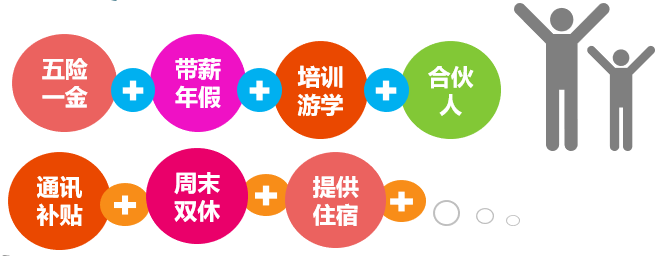 五险
一金
带薪
年假
培训
游学
合伙
人
通讯
补贴
周末
双休
提供
住宿